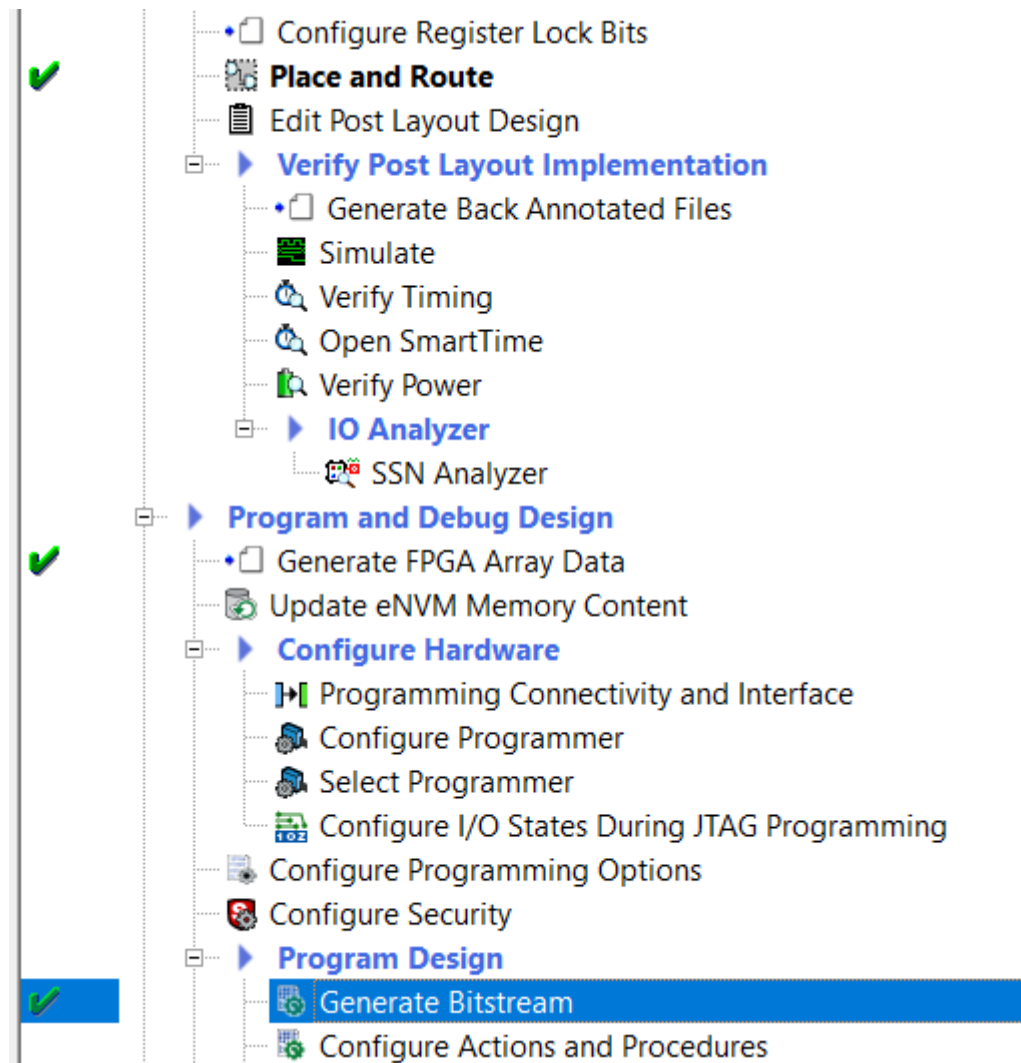 Configure Register Lock Bits
Place and Route
Edit Post Layout Design
Verify Post Layout Implementation
Generate Back Annotated Files
Simulate
Verify Timing
Open SmartTime
Verify Power
IO Analyzer
SSN Analyzer
Program and Debug Design
Generate FPGA Array Data
Update eNVM Memory Content
Configure Hardware
Programming Connectivity and Interface
Configure Programmer
Select Programmer
Configure I/O States During JTAG Programming
Configure Programming Options
Configure Security
Program Design
Generate Bitstream
Configure Actions and Procedures